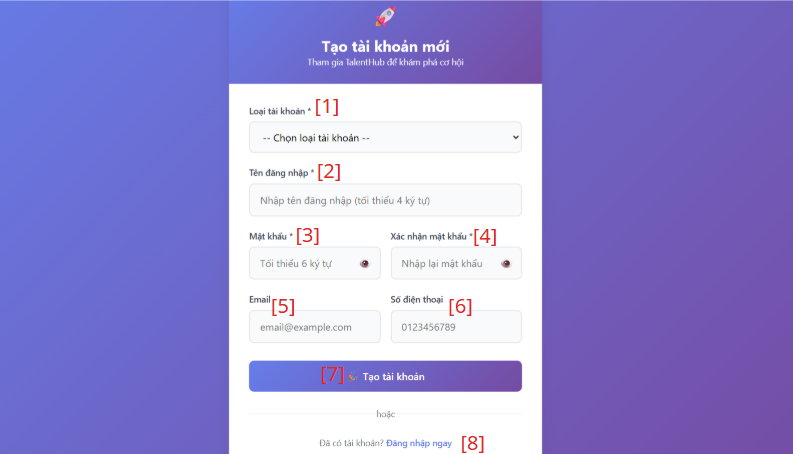 Tạo tài khoản mới
Tham gia TalentHub để khám phá cơ hội
Loại tài khoản * [1]
-- Chọn loại tài khoản --
Tên đăng nhập * [2]
Nhập tên đăng nhập (tối thiểu 4 ký tự)
Mật khẩu * [3] Xác nhận mật khẩu * [4]
Tối thiểu 6 ký tự Nhập lại mật khẩu
Email [5] Số điện thoại [6]
email@example.com 0123456789
[7] Tạo tài khoản
hoặc
Đã có tài khoản? Đăng nhập ngay [8]